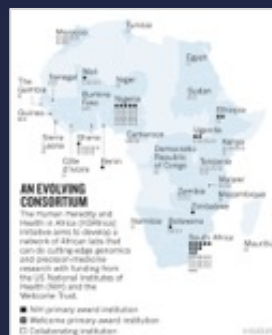 Tunisia
Morocco
Egypt
The Gambia
Senegal
Mali
Niger
Sudan
Burkina Faso
Nigeria
Ethiopia
Guinea
Uganda
Kenya
Sierra Leone
Ghana
Cameroon
Democratic Republic of Congo
Tanzania
Côte d'Ivoire
Benin
Malawi
Zambia
Mozambique
Zimbabwe
Namibia
Botswana
South Africa
AN EVOLVING
CONSORTIUM
The Human Heredity and
Health in Africa (H3Africa)
initiative aims to develop a
network of African labs that
can do cutting-edge genomics
and precision-medicine
research with funding from
the US National Institutes of
Health (NIH) and the
Wellcome Trust.
NIH primary award institution
Wellcome primary award institution
Collaborating institution